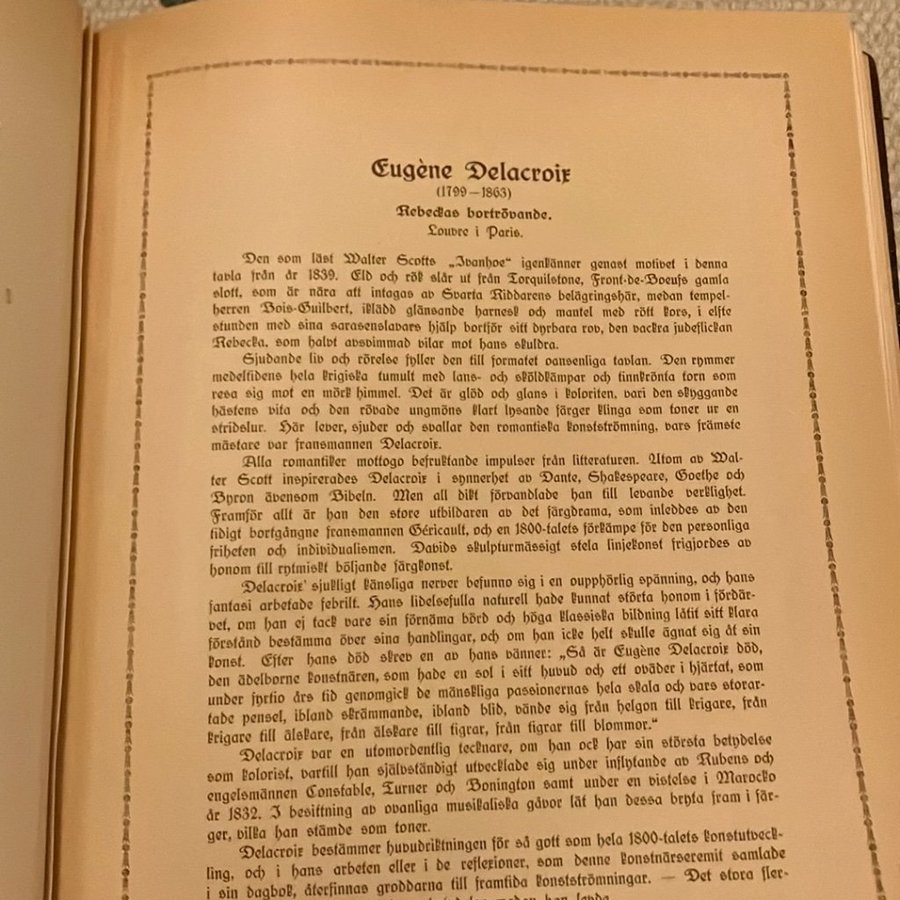 Eugène Delacroix
(1799—1863)
Rebeckas bortrövande.
Louvre i Paris.
Den som läst Walter Scotts „Ivanhoe“ igenkänner genast motivet i denna
tavla från år 1839. Eld och rök slår ut från Torquilstone, Front-de-Boeufs gamla
slott, som är nära att intagas av Svarta Riddarens belägringshär, medan tempel-
herren Bois-Guilbert, iklädd glänsande harnesk och mantel med rött kors, i elfte
stunden med sina sarasenslavars hjälp bortför sitt dyrbara rov, den vackra judeflickan
Rebecka, som halvt avsvimmad vilar mot hans skuldra.
Sjudande liv och rörelse fyller den till formatet oansenliga tavlan. Den rymmer
medeltidens hela krigiska tumult med lans- och sköldkämpar och tinnkrönta torn som
resa sig mot en mörk himmel. Det är glöd och glans i koloriten, vari den skyggande
hästens vita och den rövade ungmöns klart lysande färger klinga som toner ur en
stridslur. Här lever, sjuder och svallar den romantiska konstströmning, vars främste
mästare var fransmannen Delacroix.
Alla romantiker mottogo befruktande impulser från litteraturen. Utom av Wal-
ter Scott inspirerades Delacroix i synnerhet av Dante, Shakespeare, Goethe och
Byron ävensom Bibeln. Men all dikt förvandlade han till levande verklighet.
Framför allt är han den store utbildaren av det färgdrama, som inleddes av den
tidigt bortgångne fransmannen Géricault, och en 1800-talets förkämpe för den personliga
friheten och individualismen. Davids skulpturmässigt stela linjekonst frigjordes av
honom till rytmiskt böljande färgkonst.
Delacroix' sjukligt känsliga nerver befunno sig i en oupphörlig spänning, och hans
fantasi arbetade febrilt. Hans lidelsefulla naturell hade kunnat störta honom i fördär-
vet, om han ej tack vare sin förnäma börd och höga klassiska bildning låtit sitt klara
förstånd bestämma över sina handlingar, och om han icke helt skulle ägnat sig åt sin
konst. Efter hans död skrev en av hans vänner: „Så är Eugène Delacroix död,
den ädelborne konstnären, som hade en sol i sitt huvud och ett oväder i hjärtat, som
under fyrtio års tid genomgick de mänskliga passionernas hela skala och vars storar-
tade pensel, ibland skrämmande, ibland blid, vände sig från helgon till krigare, från
krigare till älskare, från älskare till tigrar, från tigrar till blommor.“
Delacroix var en utomordentlig tecknare, om han ock har sin största betydelse
som kolorist, vartill han självständigt utvecklade sig under inflytande av Rubens och
engelsmännen Constable, Turner och Bonington samt under en vistelse i Marocko
år 1832. I besittning av ovanliga musikaliska gåvor lät han dessa bryta fram i fär-
ger, vilka han stämde som toner.
Delacroix bestämmer huvudriktningen för så gott som hela 1800-talets konstutveck-
ling, och i hans arbeten eller i de reflexioner, som denne konstnärseremit samlade
i sin dagbok, återfinnas groddarna till framtida konstströmningar. — Det stora fler-